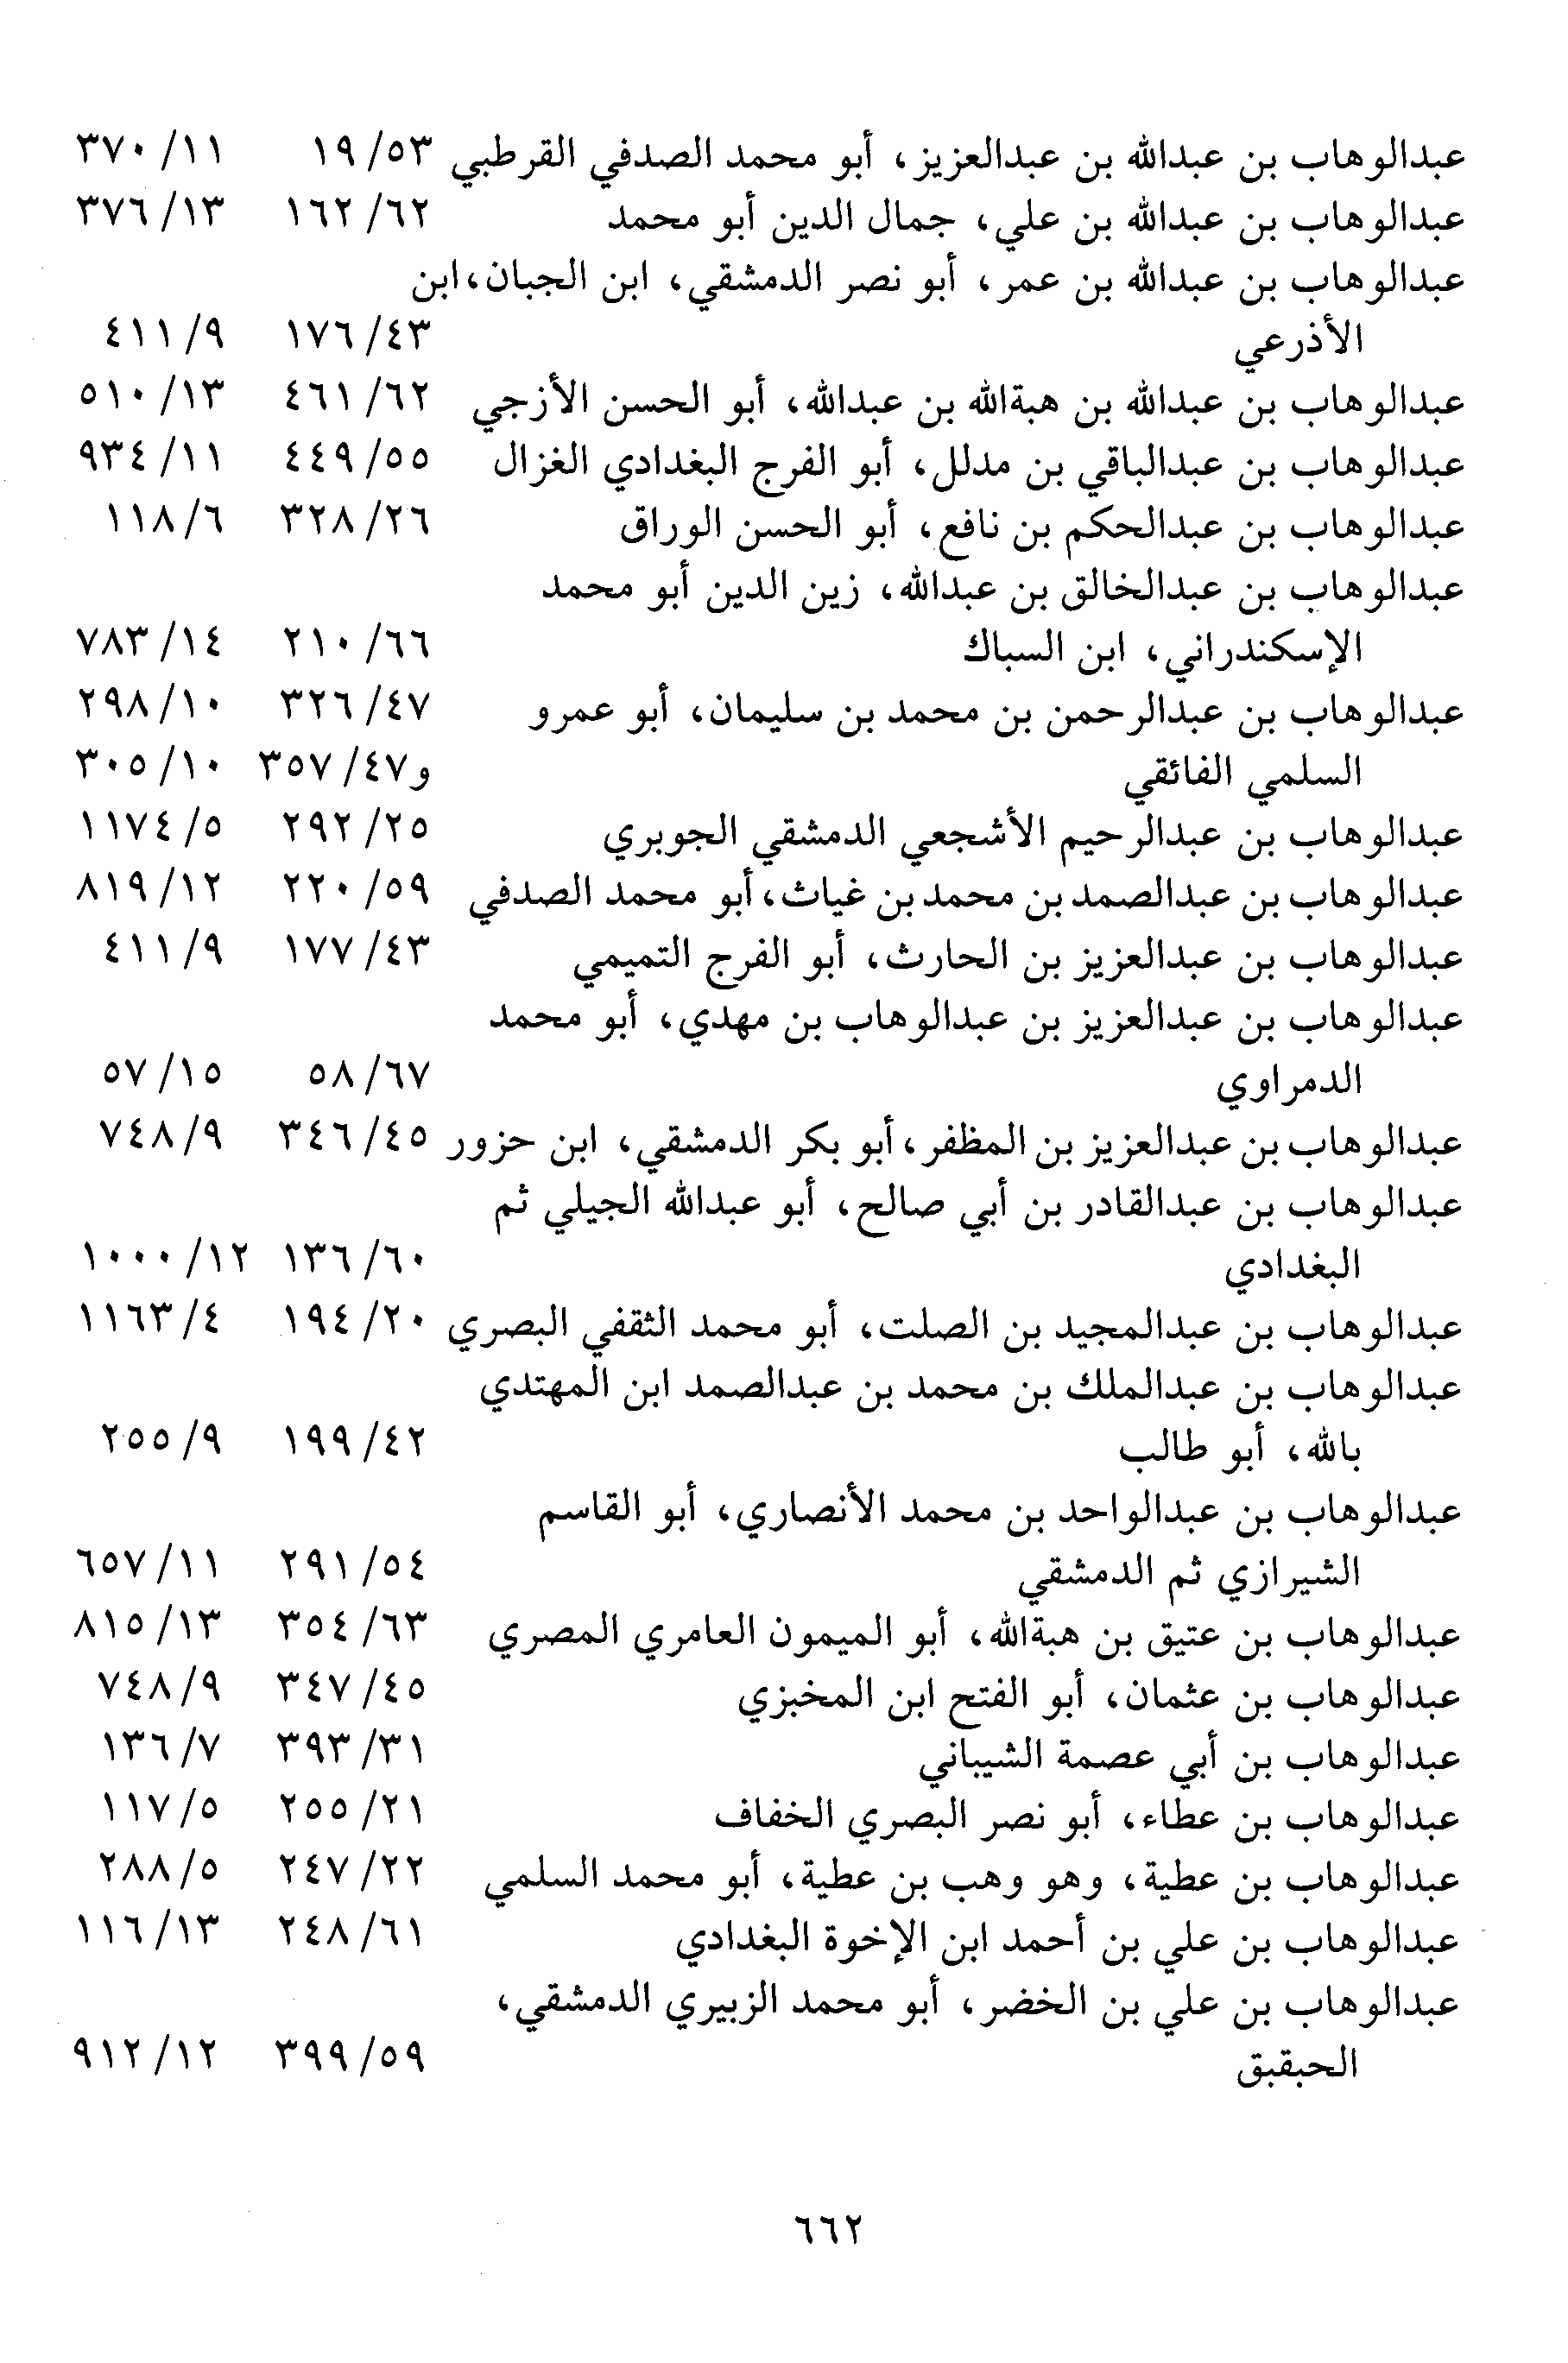 عبدالوهاب بن عبدالله بن عبدالعزيز، أبو محمد الصدفي القرطبي ٥٣/ ١٩ ١١/ ٣٧٠
عبدالوهاب بن عبدالله بن علي، جمال الدين أبو محمد ٦٢/ ١٦٢ ١٣/ ٣٧٦
عبدالوهاب بن عبدالله بن عمر، أبو نصر الدمشقي، ابن الجبان، ابن
الأذرعي ٤٣/ ١٧٦ ٩/ ٤١١
عبدالوهاب بن عبدالله بن هبةالله بن عبدالله، أبو الحسن الأزجي ٦٢/ ٤٦١ ١٣/ ٥١٠
عبدالوهاب بن عبدالباقي بن مدلل، أبو الفرج البغدادي الغزال ٥٥/ ٤٤٩ ١١/ ٩٣٤
عبدالوهاب بن عبدالحكم بن نافع، أبو الحسن الوراق ٢٦/ ٣٢٨ ٦/ ١١٨
عبدالوهاب بن عبدالخالق بن عبدالله، زين الدين أبو محمد
الإسكندراني، ابن السباك ٦٦/ ٢١٠ ١٤/ ٧٨٣
عبدالوهاب بن عبدالرحمن بن محمد بن سليمان، أبو عمرو ٤٧/ ٣٢٦ ١٠/ ٢٩٨
السلمي الفائقي و٤٧/ ٣٥٧ ١٠/ ٣٠٥
عبدالوهاب بن عبدالرحيم الأشجعي الدمشقي الجوبري ٢٥/ ٢٩٢ ٥/ ١١٧٤
عبدالوهاب بن عبدالصمد بن محمد بن غياث، أبو محمد الصدفي ٥٩/ ٢٢٠ ١٢/ ٨١٩
عبدالوهاب بن عبدالعزيز بن الحارث، أبو الفرج التميمي ٤٣/ ١٧٧ ٩/ ٤١١
عبدالوهاب بن عبدالعزيز بن عبدالوهاب بن مهدي، أبو محمد
الدمراوي ٦٧/ ٥٨ ١٥/ ٥٧
عبدالوهاب بن عبدالعزيز بن المظفر، أبو بكر الدمشقي، ابن حزور ٤٥/ ٣٤٦ ٩/ ٧٤٨
عبدالوهاب بن عبدالقادر بن أبي صالح، أبو عبدالله الجيلي ثم
البغدادي ٦٠/ ١٣٦ ١٢/ ١٠٠٠
عبدالوهاب بن عبدالمجيد بن الصلت، أبو محمد الثقفي البصري ٢٠/ ١٩٤ ٤/ ١١٦٣
عبدالوهاب بن عبدالملك بن محمد بن عبدالصمد ابن المهتدي
بالله، أبو طالب ٤٢/ ١٩٩ ٩/ ٢٥٥
عبدالوهاب بن عبدالواحد بن محمد الأنصاري، أبو القاسم
الشيرازي ثم الدمشقي ٥٤/ ٢٩١ ١١/ ٦٥٧
عبدالوهاب بن عتيق بن هبةالله، أبو الميمون العامري المصري ٦٣/ ٣٥٤ ١٣/ ٨١٥
عبدالوهاب بن عثمان، أبو الفتح ابن المخبزي ٤٥/ ٣٤٧ ٩/ ٧٤٨
عبدالوهاب بن أبي عصمة الشيباني ٣١/ ٣٩٣ ٧/ ١٣٦
عبدالوهاب بن عطاء، أبو نصر البصري الخفاف ٢١/ ٢٥٥ ٥/ ١١٧
عبدالوهاب بن عطية، وهو وهب بن عطية، أبو محمد السلمي ٢٢/ ٢٤٧ ٥/ ٢٨٨
عبدالوهاب بن علي بن أحمد ابن الإخوة البغدادي ٦١/ ٢٤٨ ١٣/ ١١٦
عبدالوهاب بن علي بن الخضر، أبو محمد الزبيري الدمشقي،
الحبقبق ٥٩/ ٣٩٩ ١٢/ ٩١٢
٦٦٢